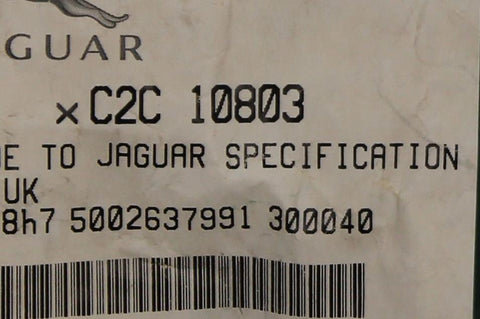 GUAR
x C2C 10803
E TO JAGUAR SPECIFICATION
UK
8h7 5002637991 300040